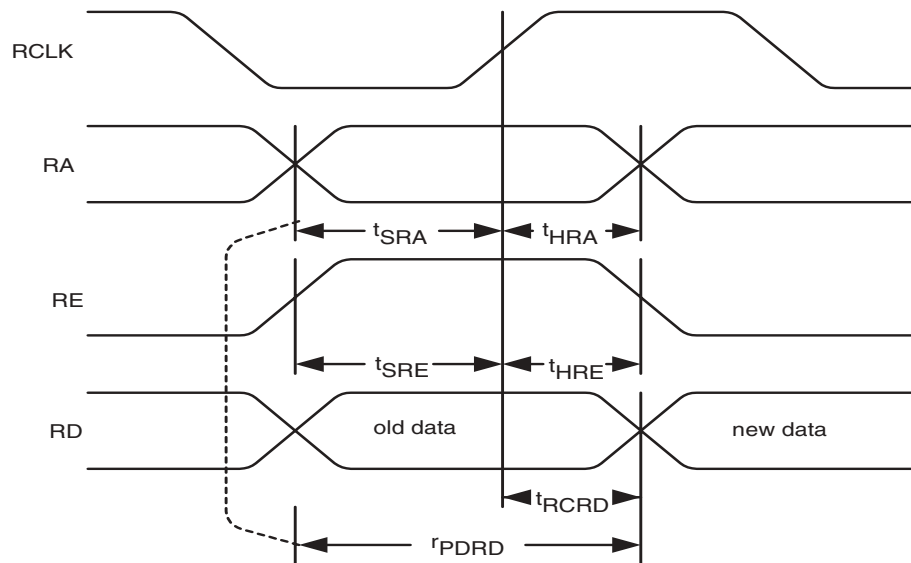 RCLK
RA
tSRA tHRA
RE
tSRE tHRE
RD old data new data
tRCRD
rPDRD